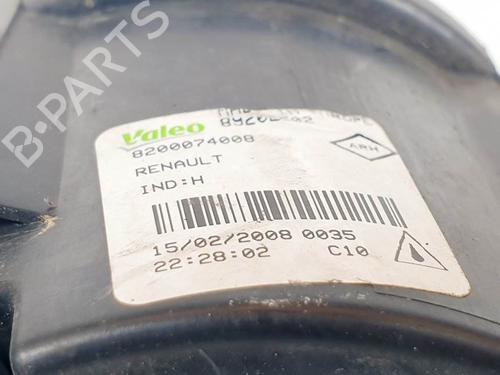 B-PARTS
Valeo
8200074008
RENAULT
IND:H
ARH
15/02/2008 0035
22:28:02 C10